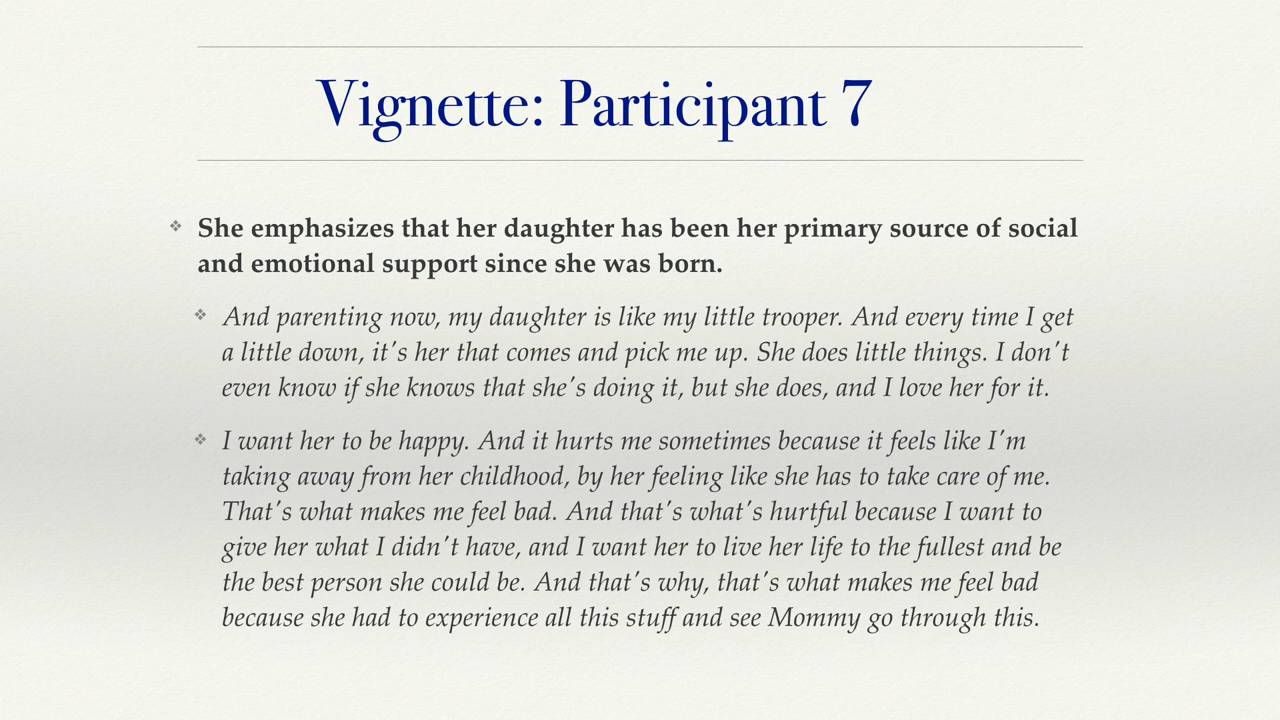 Vignette: Participant 7
She emphasizes that her daughter has been her primary source of social
and emotional support since she was born.
And parenting now, my daughter is like my little trooper. And every time I get
a little down, it's her that comes and pick me up. She does little things. I don't
even know if she knows that she's doing it, but she does, and I love her for it.
I want her to be happy. And it hurts me sometimes because it feels like I'm
taking away from her childhood, by her feeling like she has to take care of me.
That's what makes me feel bad. And that's what's hurtful because I want to
give her what I didn't have, and I want her to live her life to the fullest and be
the best person she could be. And that's why, that's what makes me feel bad
because she had to experience all this stuff and see Mommy go through this.